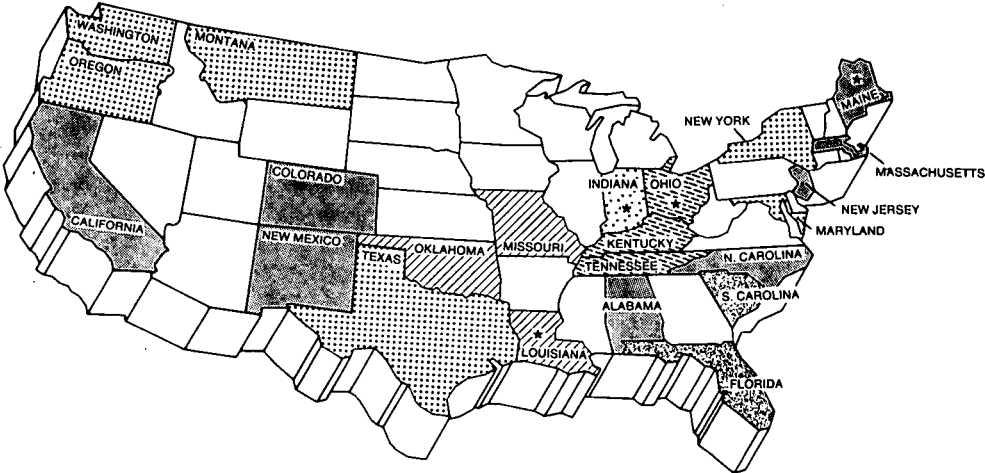 WASHINGTON
MONTANA
OREGON
MAINE
NEW YORK
MASSACHUSETTS
COLORADO
INDIANA
OHIO
NEW JERSEY
CALIFORNIA
MARYLAND
NEW MEXICO
OKLAHOMA
MISSOURI
KENTUCKY
TEXAS
TENNESSEE
N. CAROLINA
S. CAROLINA
ALABAMA
LOUISIANA
FLORIDA